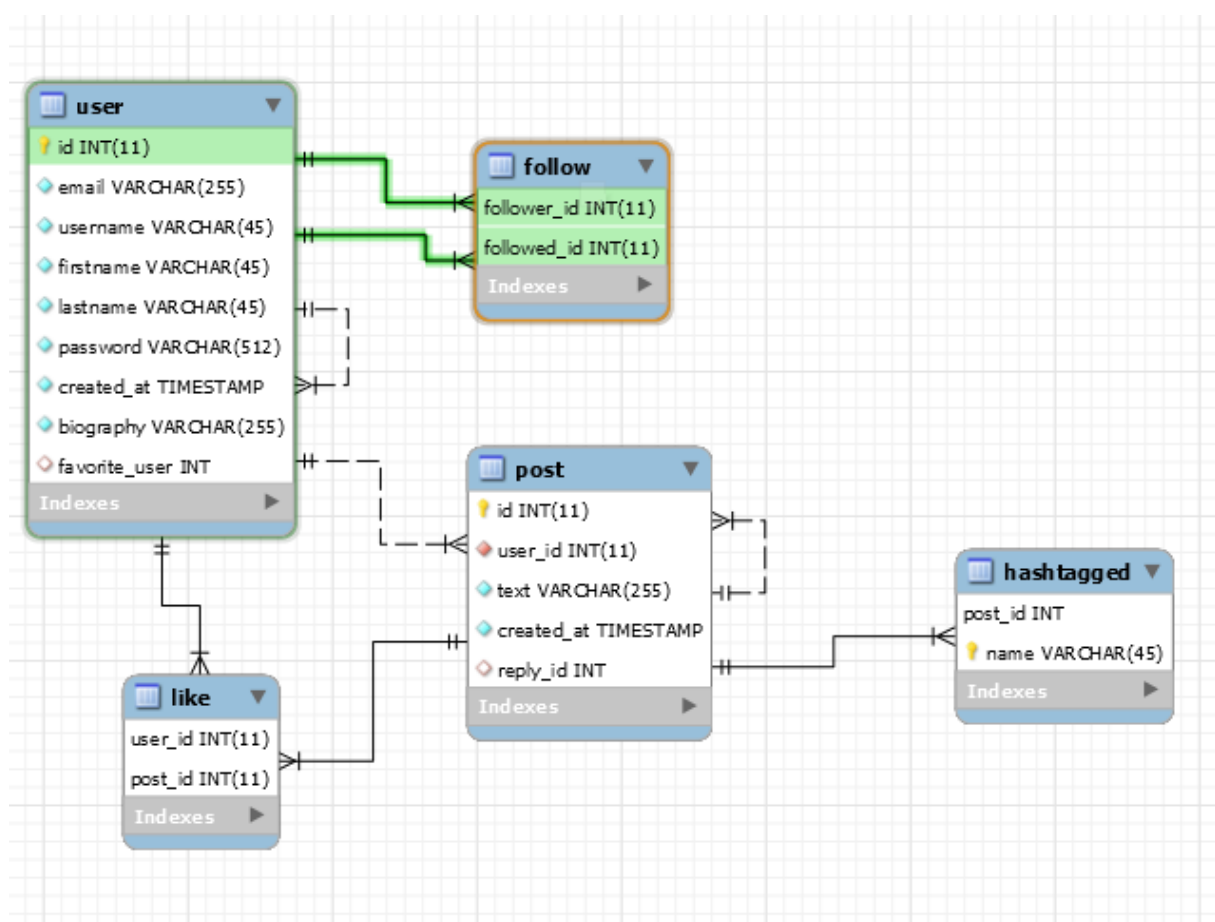 user
id INT(11)
email VARCHAR(255)
username VARCHAR(45)
firstname VARCHAR(45)
lastname VARCHAR(45)
password VARCHAR(512)
created_at TIMESTAMP
biography VARCHAR(255)
favorite_user INT
Indexes
follow
follower_id INT(11)
followed_id INT(11)
Indexes
post
id INT(11)
user_id INT(11)
text VARCHAR(255)
created_at TIMESTAMP
reply_id INT
Indexes
hashtagged
post_id INT
name VARCHAR(45)
Indexes
like
user_id INT(11)
post_id INT(11)
Indexes